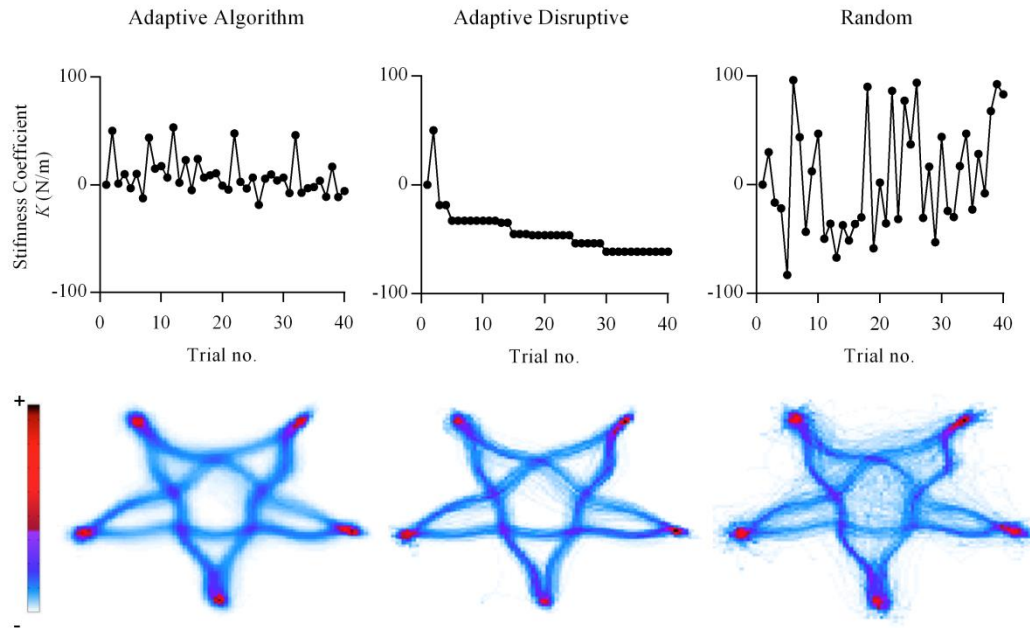 Adaptive Algorithm
Adaptive Disruptive
Random
Stifnness Coefficient
K (N/m)
100
0
-100
0 10 20 30 40
Trial no.
100
0
-100
0 10 20 30 40
Trial no.
100
0
-100
0 10 20 30 40
Trial no.
+
-